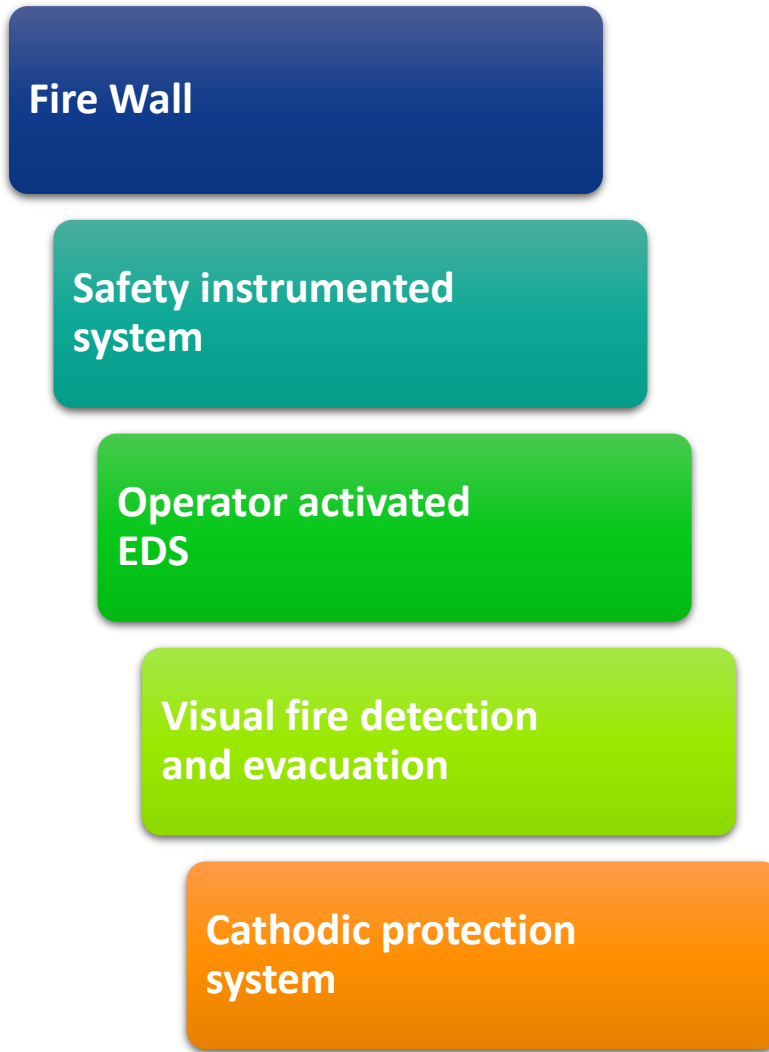 Fire Wall
Safety instrumented
system
Operator activated
EDS
Visual fire detection
and evacuation
Cathodic protection
system